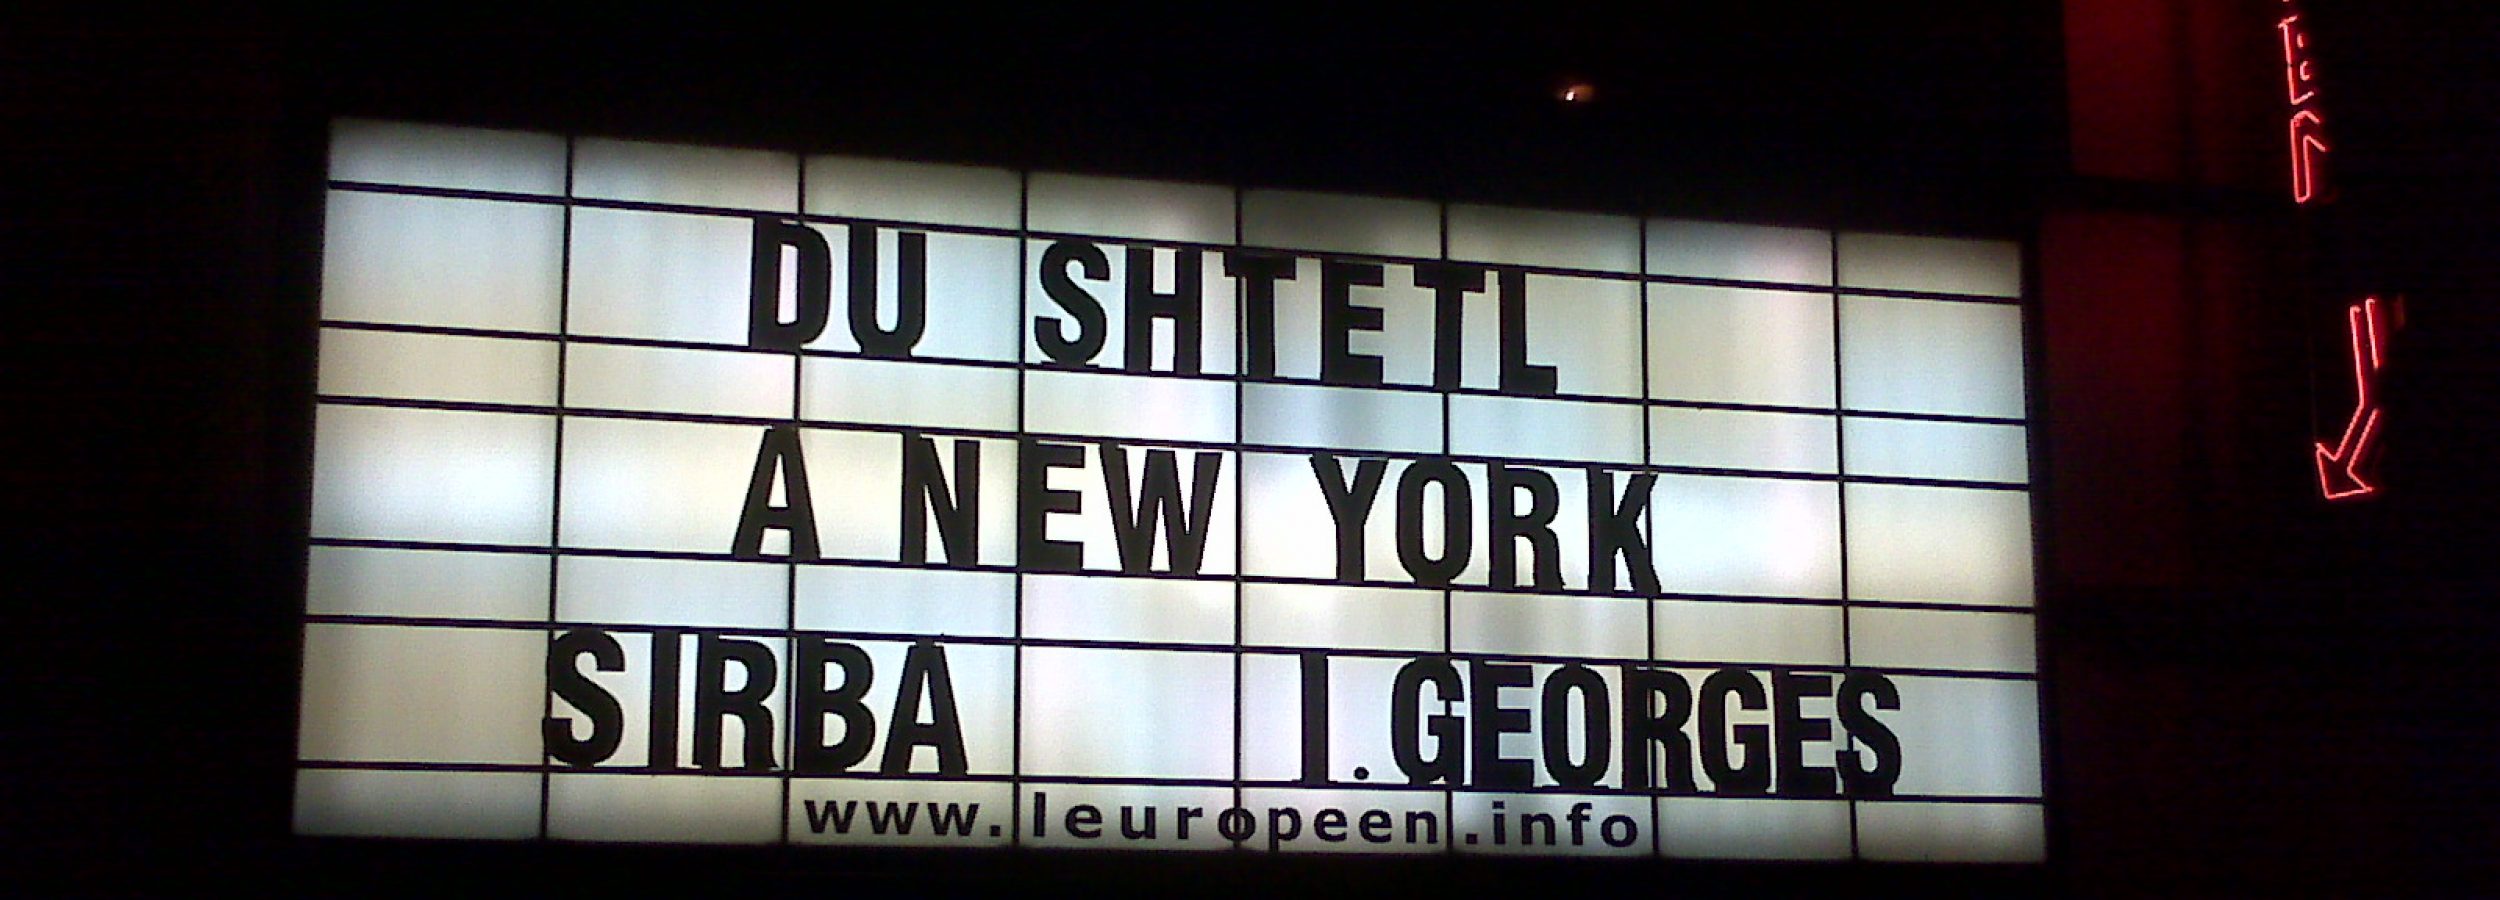 DU SHTETL
A NEW YORK
SIRBA I.GEORGES
www.leuropeen.info